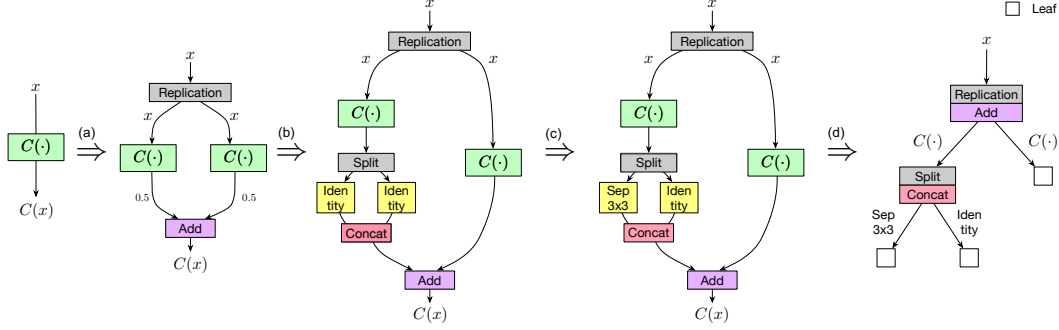 x
C(·)
C(x)
(a)
⇒
x
Replication
x
x
C(·)
C(·)
0.5
0.5
Add
C(x)
(b)
⇒
x
Replication
x
x
C(·)
Split
Iden
tity
Iden
tity
Concat
C(·)
Add
C(x)
(c)
⇒
x
Replication
x
x
C(·)
Split
Sep
3x3
Iden
tity
Concat
C(·)
Add
C(x)
(d)
⇒
Leaf
x
Replication
Add
C(·)
C(·)
Split
Concat
Sep
3x3
Iden
tity